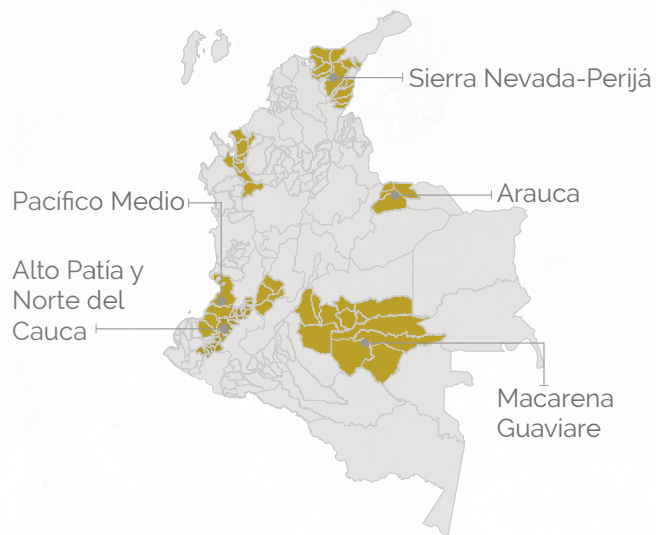 Sierra Nevada-Perijá
Arauca
Pacífico Medio
Alto Patía y
Norte del
Cauca
Macarena
Guaviare